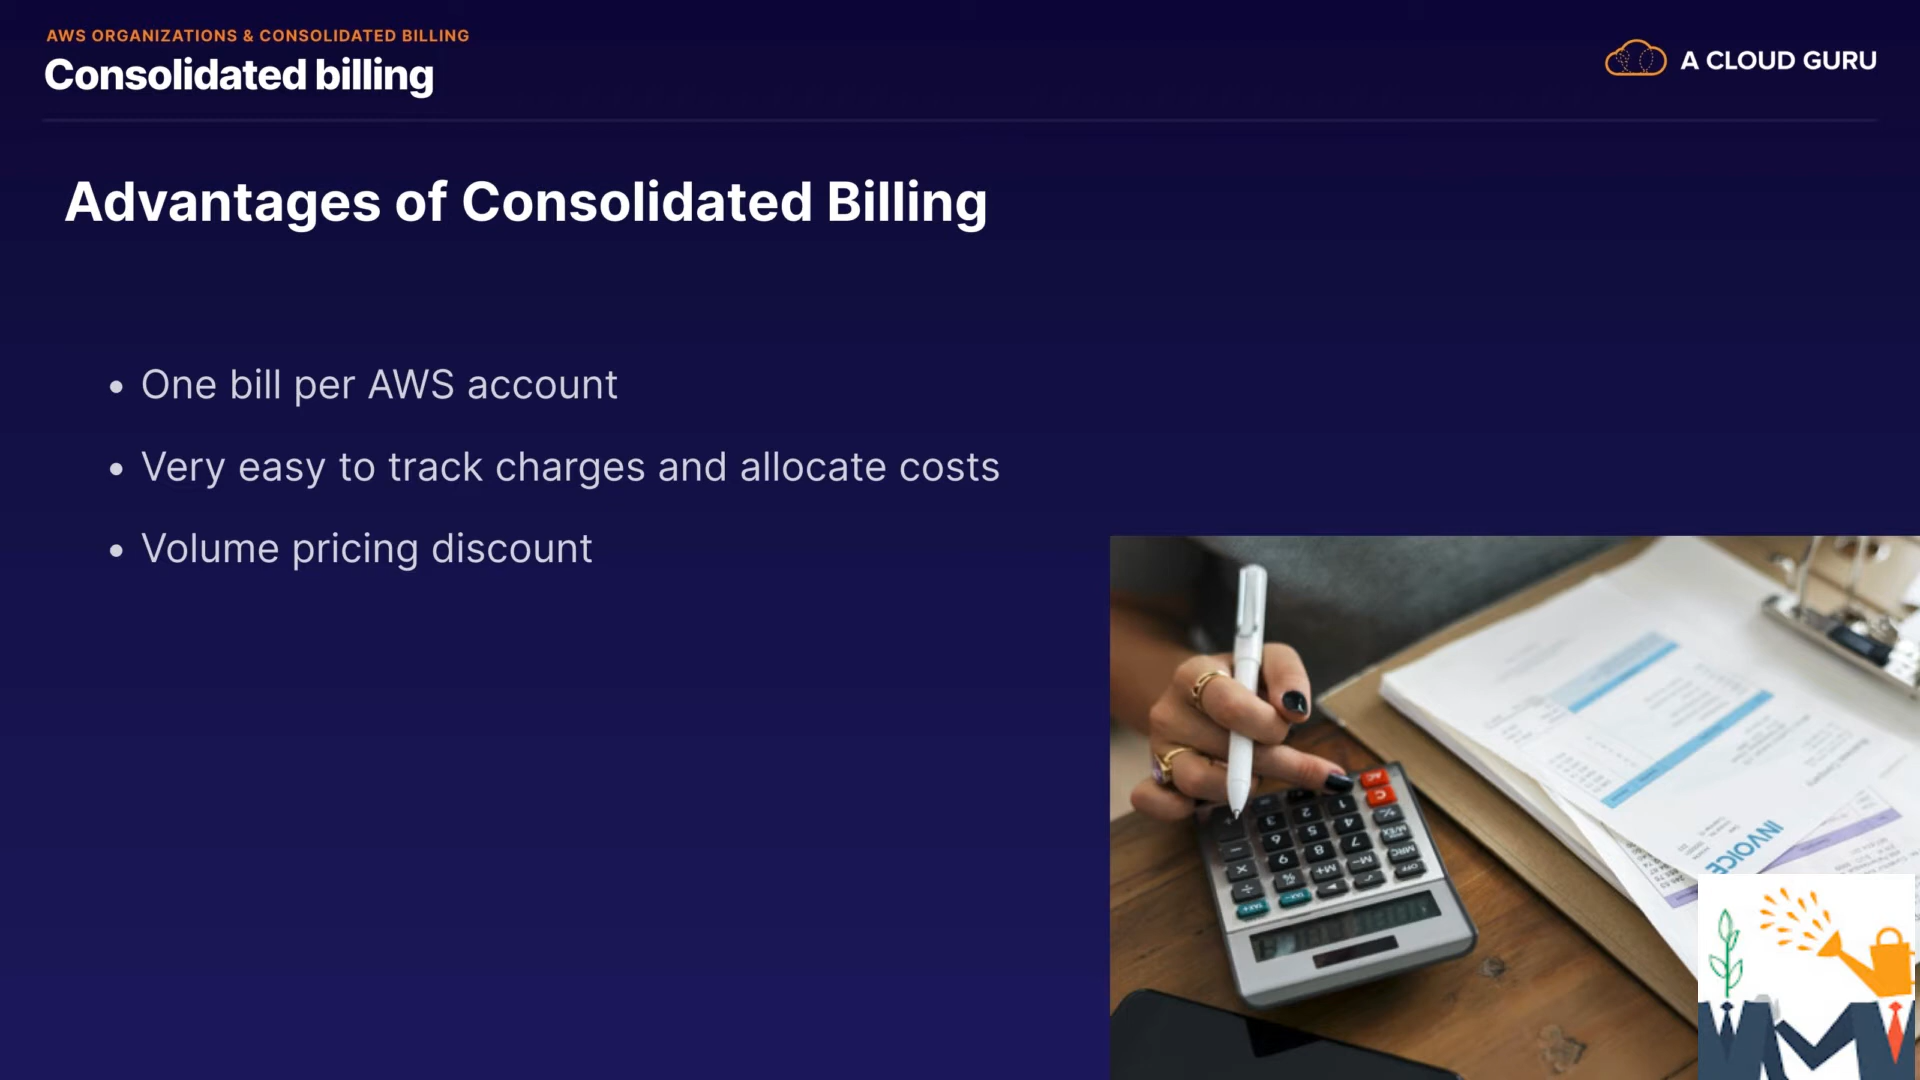 AWS ORGANIZATIONS & CONSOLIDATED BILLING
Consolidated billing
A CLOUD GURU
Advantages of Consolidated Billing
• One bill per AWS account
• Very easy to track charges and allocate costs
• Volume pricing discount
INVOICE